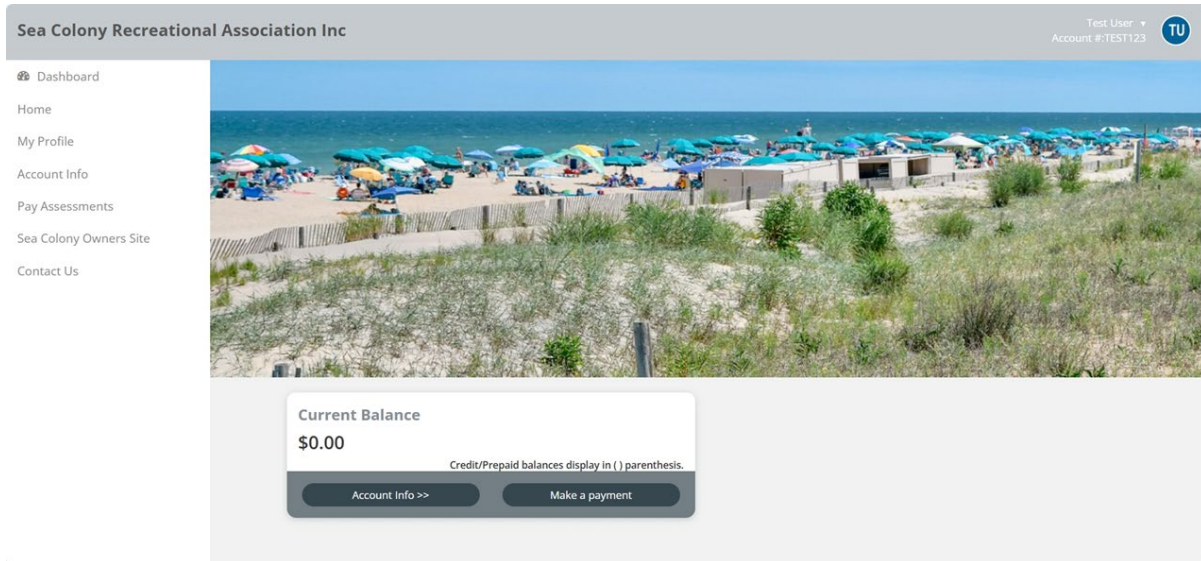 Sea Colony Recreational Association Inc
Test User ▼
Account #:TEST123
TU
Dashboard
Home
My Profile
Account Info
Pay Assessments
Sea Colony Owners Site
Contact Us
Current Balance
$0.00
Credit/Prepaid balances display in ( ) parenthesis.
Account Info >>
Make a payment